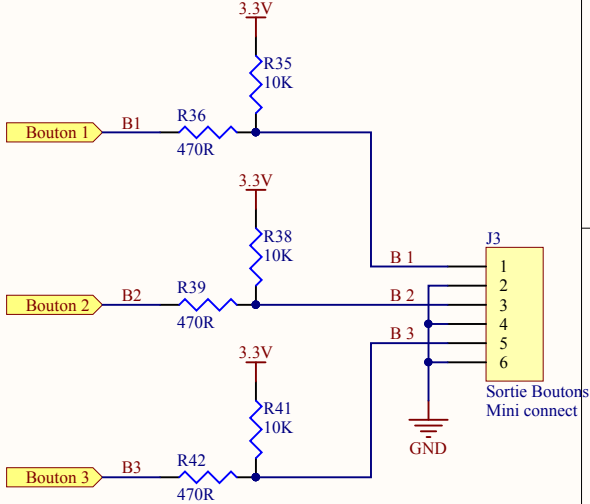 3.3V
R35
10K
R36
Bouton 1
B1
470R
3.3V
R38
10K
J3
B 1
1
2
R39
Bouton 2
B2
B 2
3
470R
4
B 3
5
6
3.3V
R41
10K
Sortie Boutons
Mini connect
GND
R42
Bouton 3
B3
470R